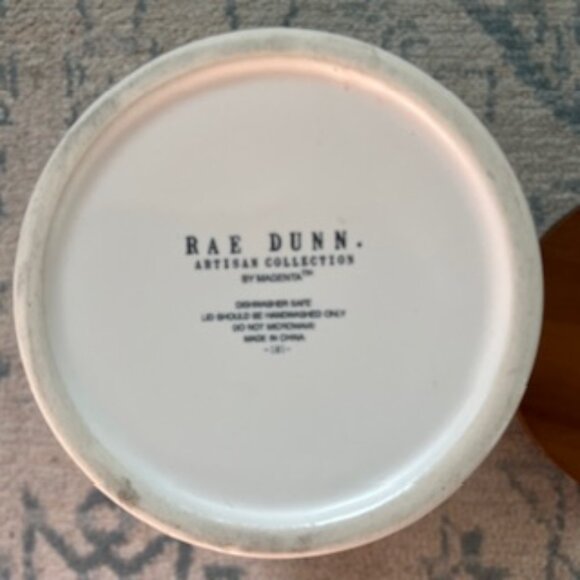 RAE DUNN.
ARTISAN COLLECTION
BY MAGENTA™
DISHWASHER SAFE
LID SHOULD BE HANDWASHED ONLY
DO NOT MICROWAVE
MADE IN CHINA